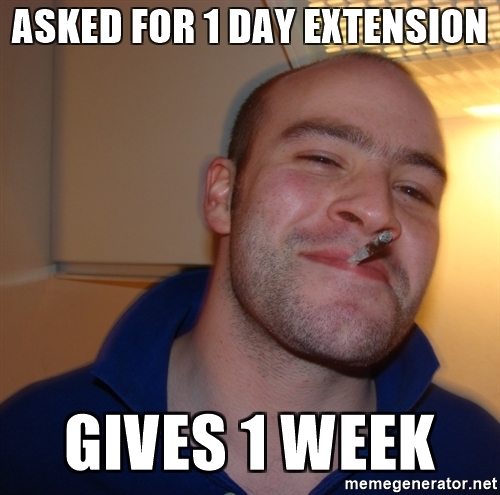 ASKED FOR 1 DAY EXTENSION
GIVES 1 WEEK
memegenerator.net